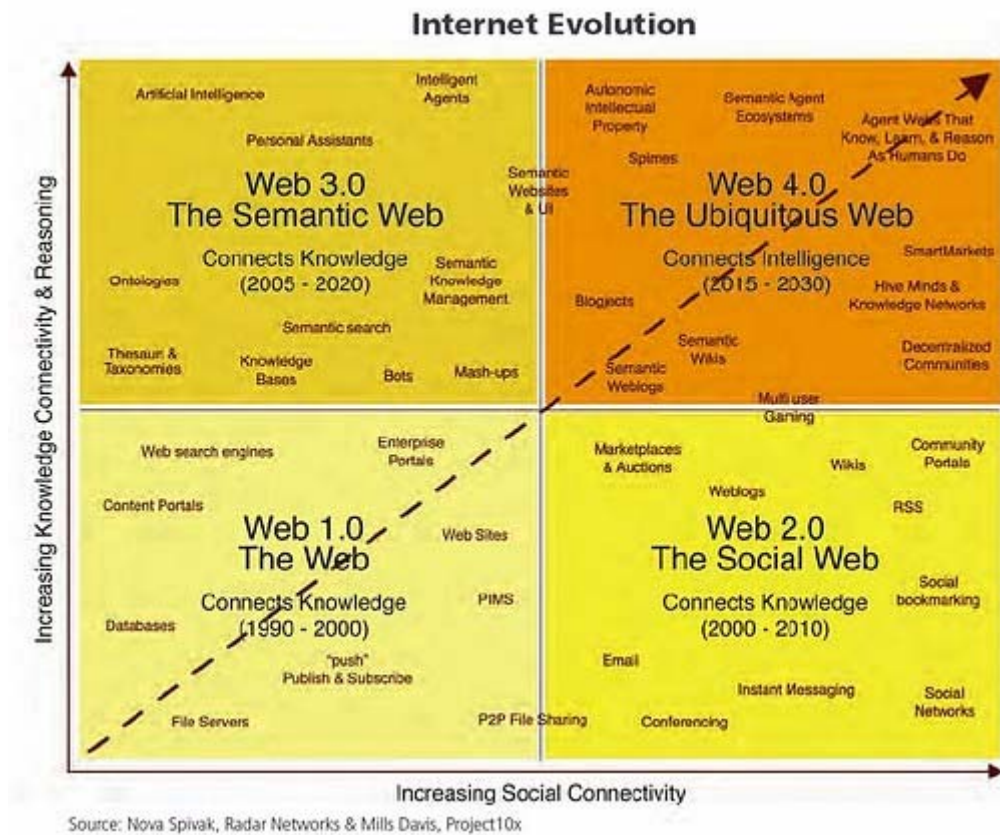 Internet Evolution
Increasing Knowledge Connectivity & Reasoning
Artificial Intelligence
Intelligent
Agents
Personal Assistants
Web 3.0
The Semantic Web
Connects Knowledge
(2005 - 2020)
Semantic
Websites
& UI
Ontologies
Semantic
Knowledge
Management
Semantic search
Thesauri &
Taxonomies
Knowledge
Bases
Bots
Mash-ups
Autonomic
Intellectual
Property
Semantic Agent
Ecosystems
Agent Webs That
Know, Learn, & Reason
As Humans Do
Spimes
Web 4.0
The Ubiquitous Web
Connects Intelligence
(2015 - 2030)
SmartMarkets
Hive Minds &
Knowledge Networks
Blogjects
Semantic
Wikis
Decentralized
Communities
Semantic
Weblogs
Multi user
Gaming
Web search engines
Enterprise
Portals
Content Portals
Web 1.0
The Web
Web Sites
Connects Knowledge
(1990 - 2000)
PIMS
Databases
"push"
Publish & Subscribe
File Servers
P2P File Sharing
Marketplaces
& Auctions
Wikis
Community
Portals
Weblogs
RSS
Web 2.0
The Social Web
Connects Knowledge
(2000 - 2010)
Social
bookmarking
Email
Instant Messaging
Social
Networks
Conferencing
Increasing Social Connectivity
Source: Nova Spivak, Radar Networks & Mills Davis, Project10x